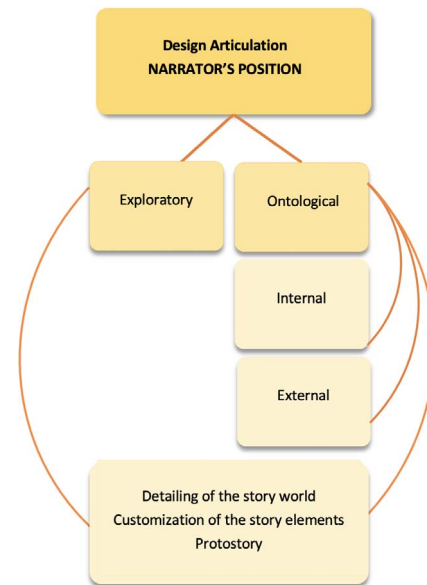 Design Articulation
NARRATOR'S POSITION
Exploratory
Ontological
Internal
External
Detailing of the story world
Customization of the story elements
Protostory